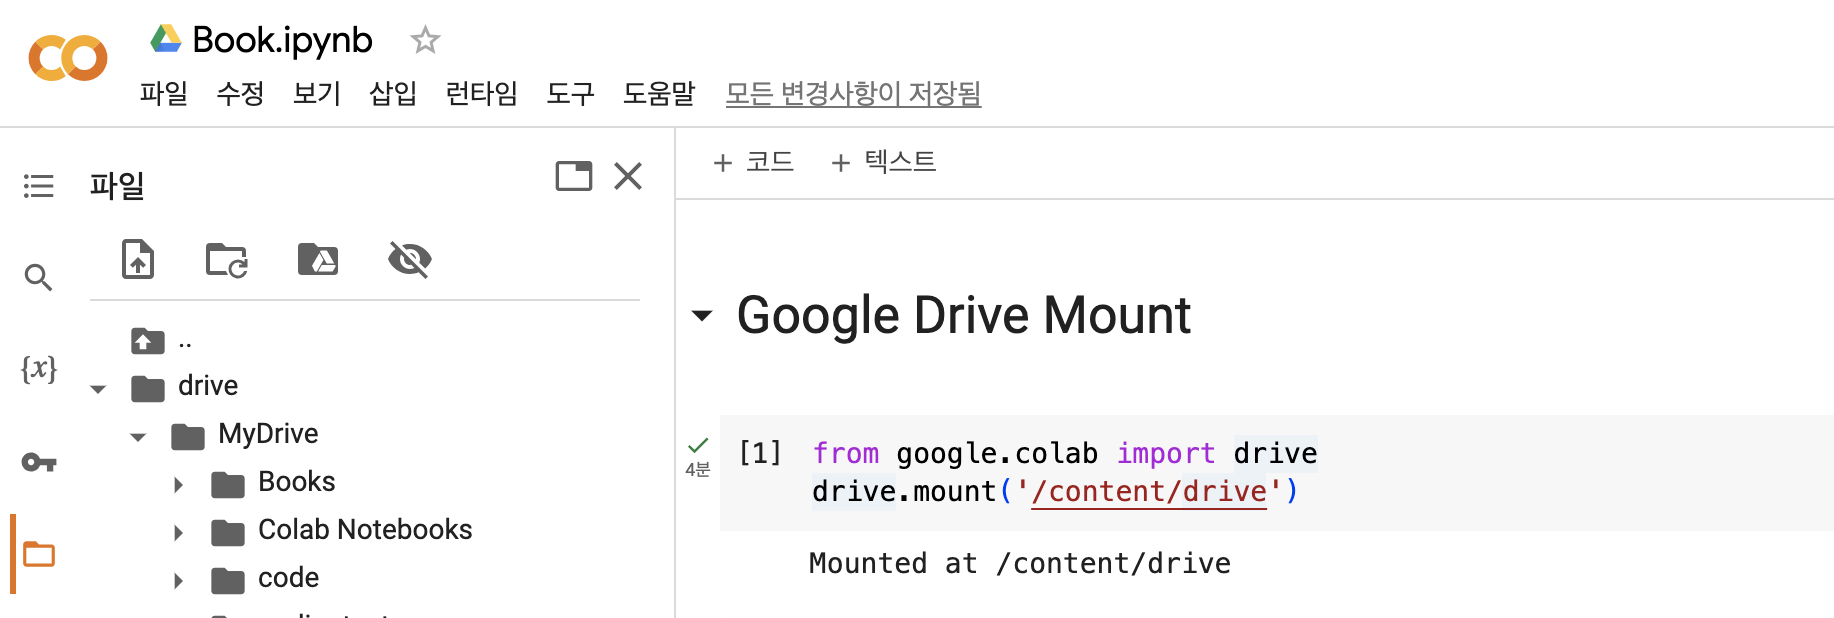 Book.ipynb
파일 수정 보기 삽입 런타임 도구 도움말 모든 변경사항이 저장됨
파일
..
drive
MyDrive
Books
Colab Notebooks
code
{x}
+ 코드 + 텍스트
Google Drive Mount
4분
[1] from google.colab import drive
drive.mount('/content/drive')
Mounted at /content/drive